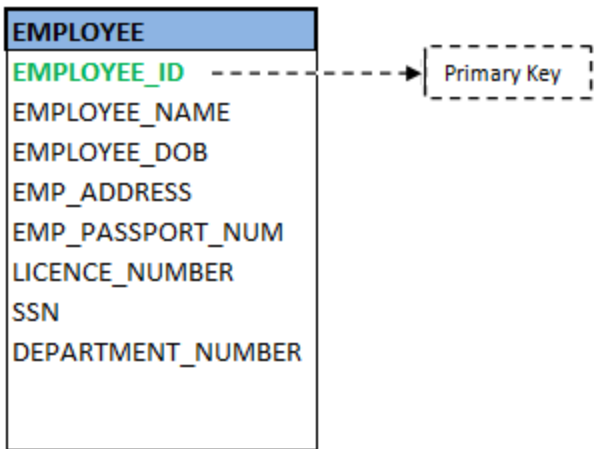 EMPLOYEE
EMPLOYEE_ID
Primary Key
EMPLOYEE_NAME
EMPLOYEE_DOB
EMP_ADDRESS
EMP_PASSPORT_NUM
LICENCE_NUMBER
SSN
DEPARTMENT_NUMBER